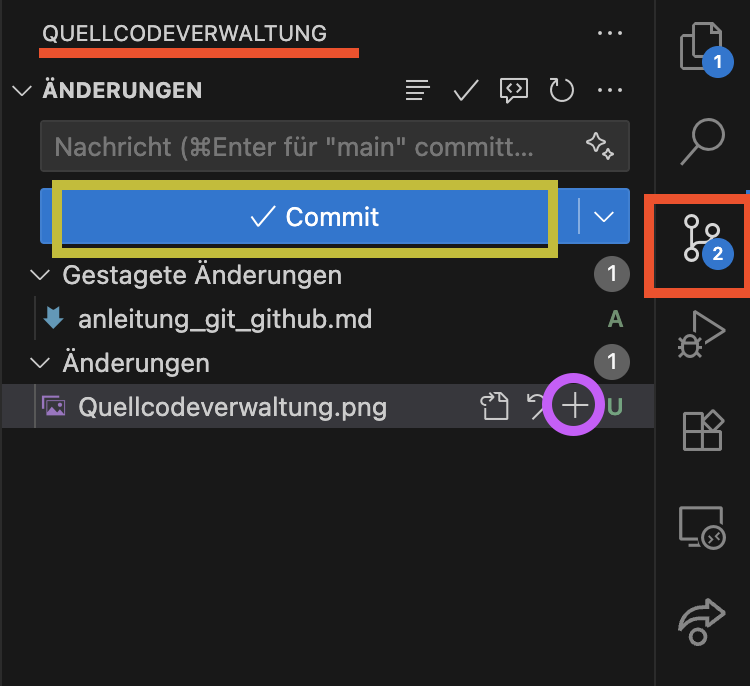 QUELLCODEVERWALTUNG
ÄNDERUNGEN
Nachricht (⌘Enter für "main" committ...
Commit
Gestagete Änderungen 1
anleitung_git_github.md A
Änderungen 1
Quellcodeverwaltung.png U
1
2